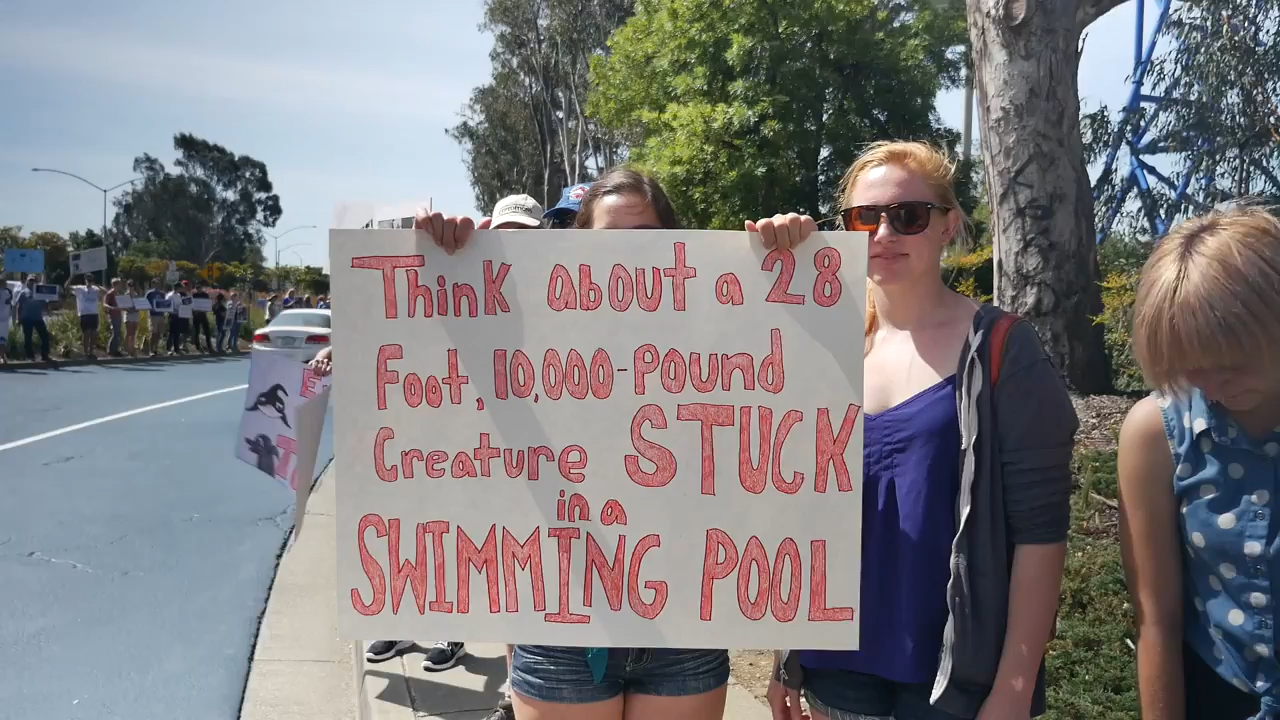 Think about a 28
Foot, 10,000-pound
Creature STUCK
in a
SWIMMING POOL